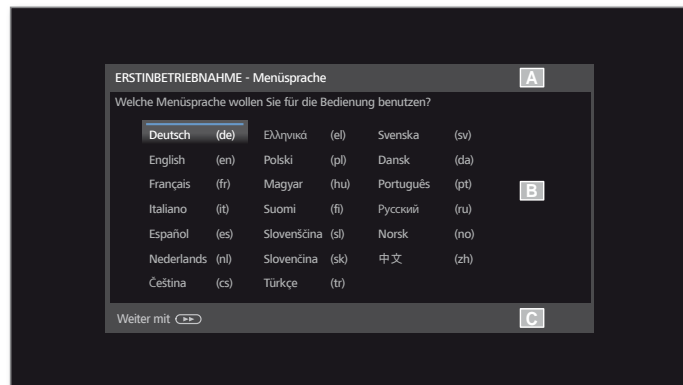 ERSTINBETRIEBNAHME - Menüsprache A
Welche Menüsprache wollen Sie für die Bedienung benutzen?
Deutsch (de) Ελληνικά (el) Svenska (sv)
English (en) Polski (pl) Dansk (da)
Français (fr) Magyar (hu) Português (pt) B
Italiano (it) Suomi (fi) Русский (ru)
Español (es) Slovenščina (sl) Norsk (no)
Nederlands (nl) Slovenčina (sk) 中文 (zh)
Čeština (cs) Türkçe (tr)
Weiter mit C